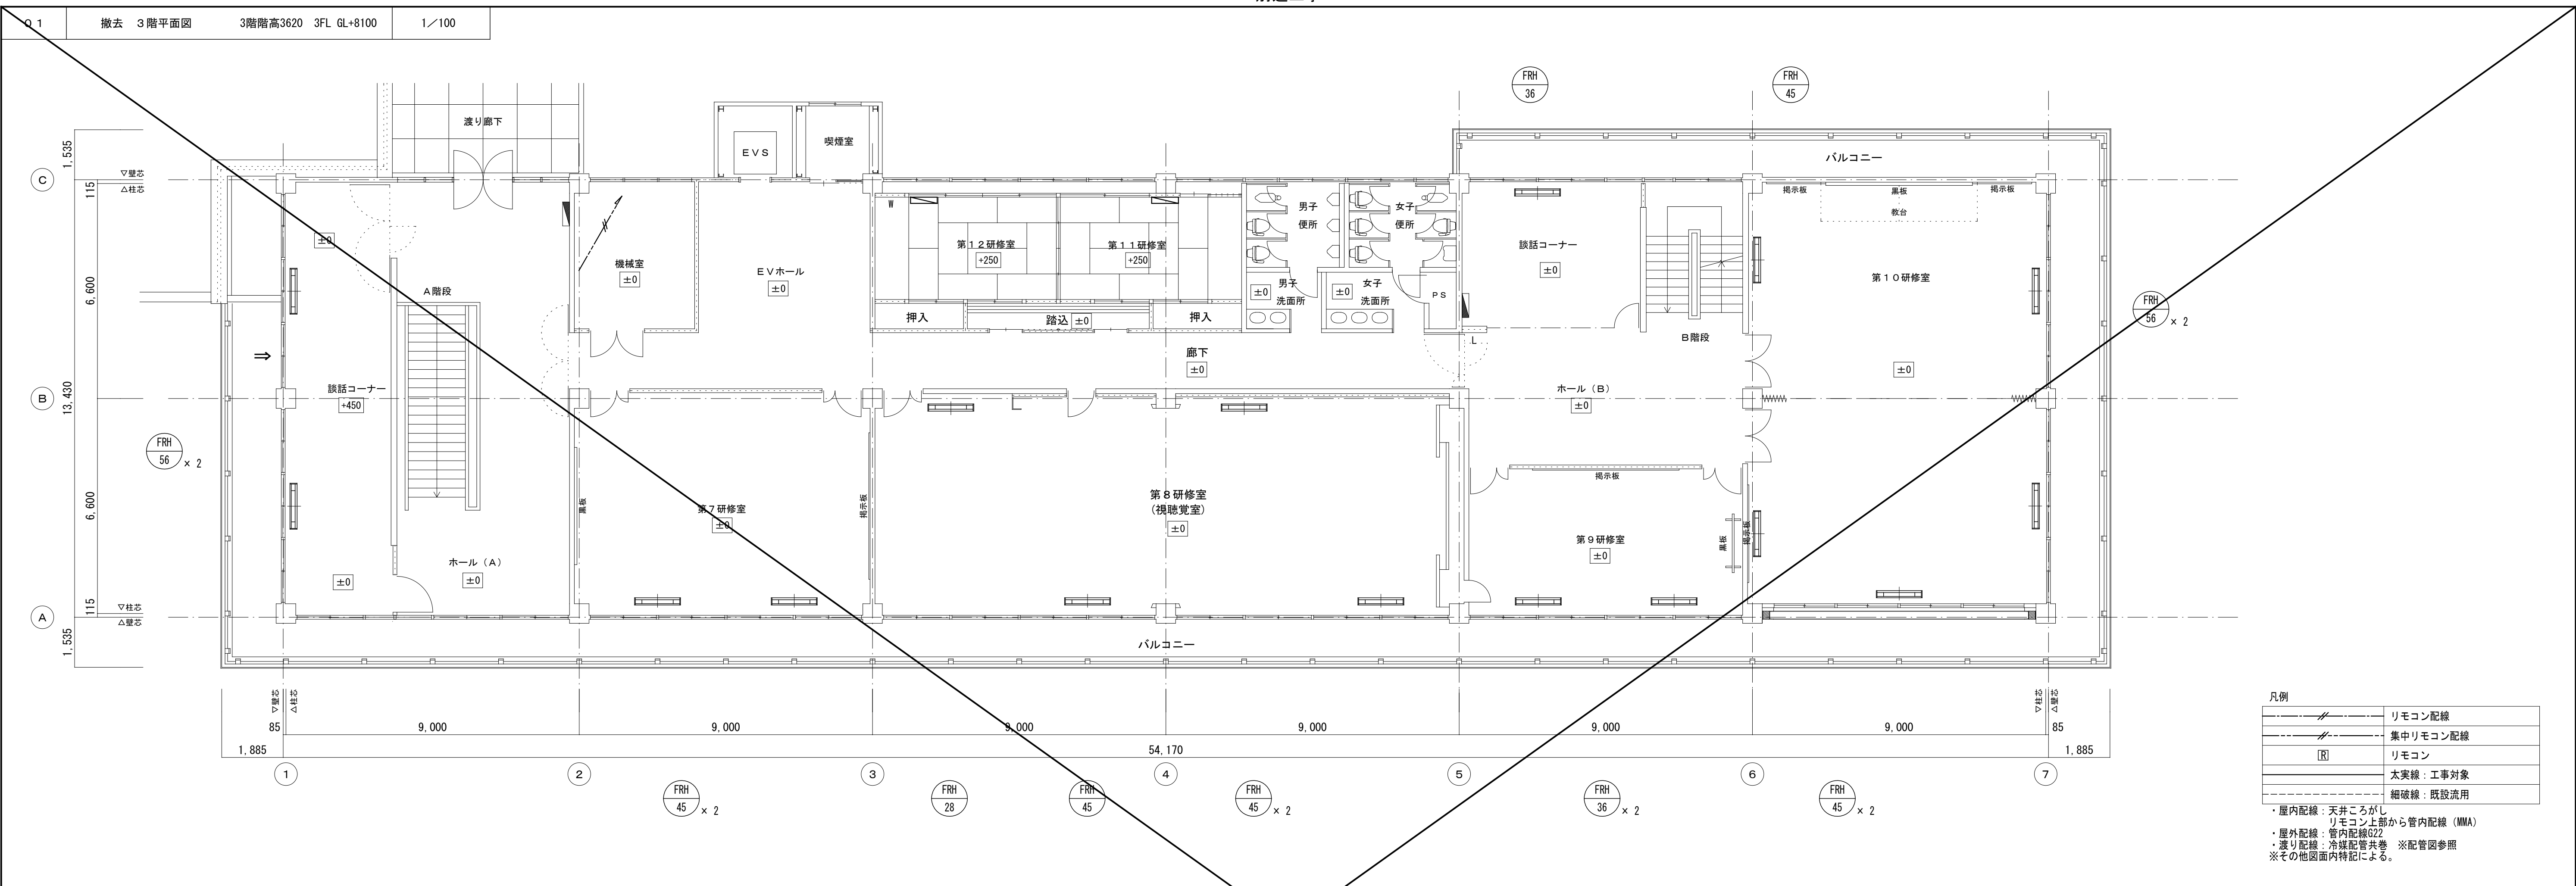 ０１ 撤去　３階平面図 3階階高3620　3FL GL+8100 1／100
FRH
36
FRH
45
渡り廊下
ＥＶＳ
喫煙室
バルコニー
1,535
C
▽壁芯
115
△柱芯
掲示板
黒板
掲示板
教台
W
男子
便所
女子
便所
±0
第１２研修室
+250
第１１研修室
+250
談話コーナー
±0
機械室
±0
ＥＶホール
±0
第１０研修室
A階段
6,600
±0
男子
洗面所
±0
女子
洗面所
ＰＳ
FRH
56
× 2
押入
踏込
±0
押入
L
B階段
廊下
±0
±0
談話コーナー
+450
ホール（Ｂ）
±0
B
13,430
FRH
56
× 2
掲示板
6,600
黒板
第７研修室
±0
掲示板
第８研修室
(視聴覚室)
±0
第９研修室
±0
黒板
掲示板
ホール（Ａ）
±0
±0
▽柱芯
115
A
△壁芯
1,535
バルコニー
▽壁芯
△柱芯
▽柱芯
△壁芯
85
9,000
9,000
9,000
9,000
9,000
9,000
85
1,885
54,170
1,885
1
2
3
4
5
6
7
FRH
45
× 2
FRH
28
FRH
45
FRH
45
× 2
FRH
36
× 2
FRH
45
× 2
凡例
リモコン配線
集中リモコン配線
R リモコン
太実線：工事対象
細破線：既設流用
・屋内配線：天井ころがし
リモコン上部から管内配線（MMA）
・屋外配線：管内配線G22
・渡り配線：冷媒配管共巻　※配管図参照
※その他図面内特記による。